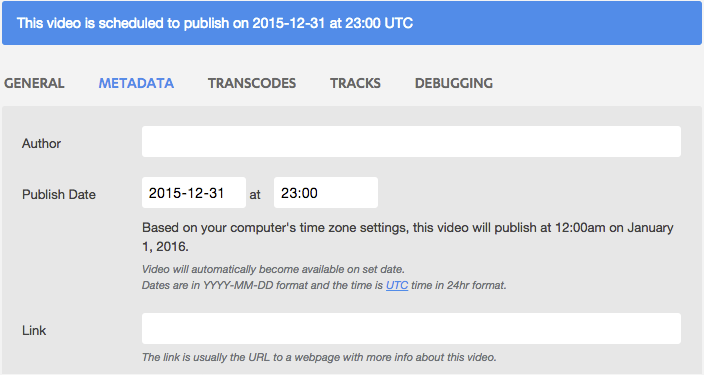 This video is scheduled to publish on 2015-12-31 at 23:00 UTC
GENERAL METADATA TRANSCODES TRACKS DEBUGGING
Author
Publish Date 2015-12-31 at 23:00
Based on your computer's time zone settings, this video will publish at 12:00am on January
1, 2016.
Video will automatically become available on set date.
Dates are in YYYY-MM-DD format and the time is UTC time in 24hr format.
Link
The link is usually the URL to a webpage with more info about this video.